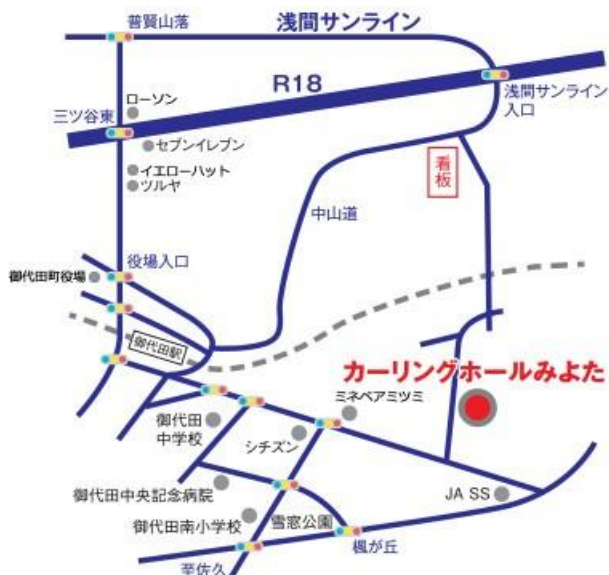 普賢山落
浅間サンライン
R18
浅間サンライン
入口
ローソン
三ツ谷東
セブンイレブン
イエローハット
ツルヤ
看板
中山道
役場入口
御代田町役場
御代田駅
カーリングホールみよた
ミネベアミツミ
御代田
中学校
シチズン
御代田中央記念病院
JA SS
御代田南小学校
雪窓公園
楓が丘
至佐久